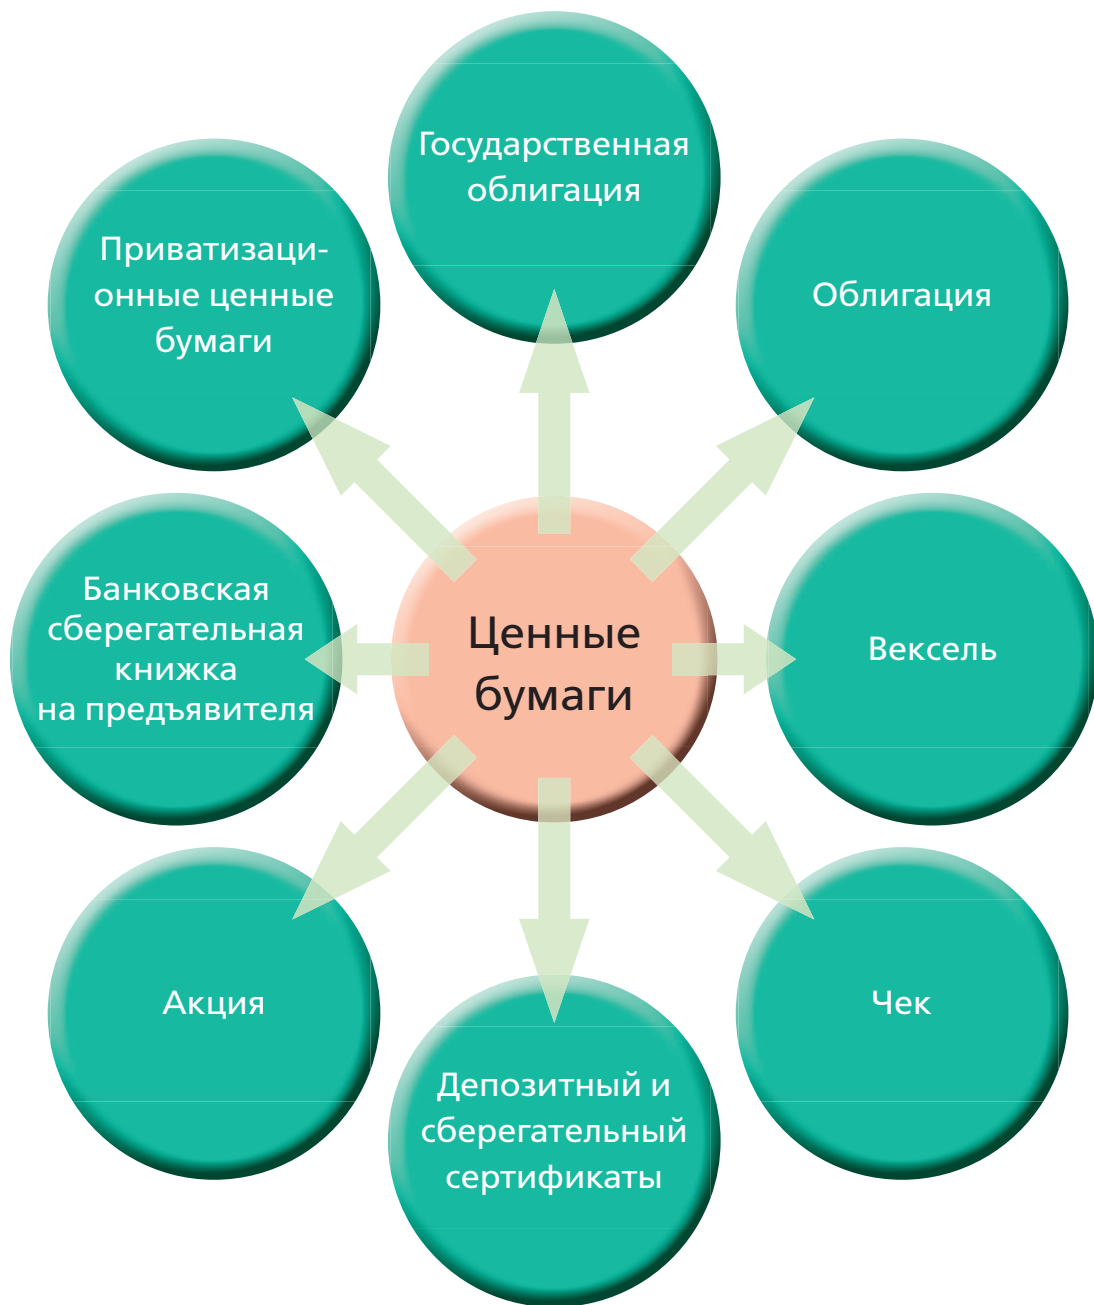 Государственная
облигация
Приватизаци-
онные ценные
бумаги
Облигация
Банковская
сберегательная
книжка
на предъявителя
Ценные
бумаги
Вексель
Акция
Чек
Депозитный и
сберегательный
сертификаты